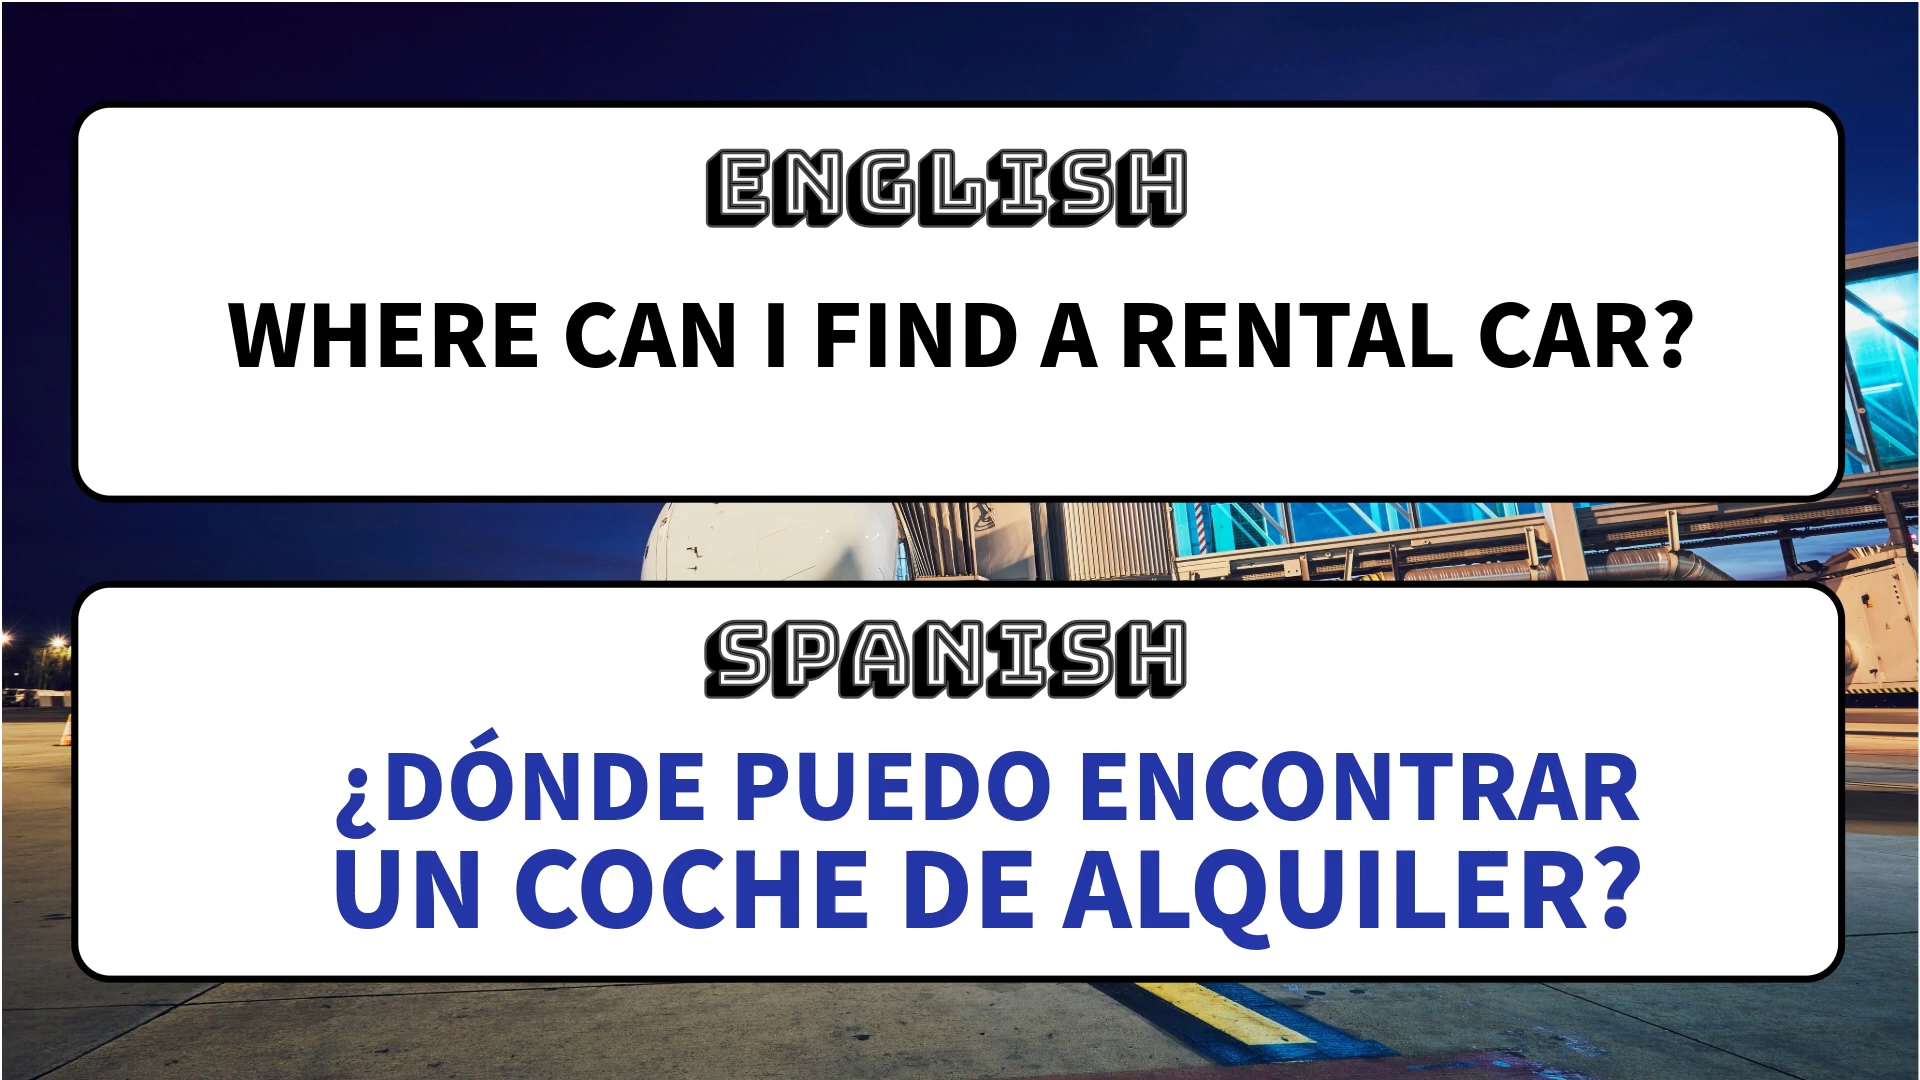 ENGLISH
WHERE CAN I FIND A RENTAL CAR?
SPANISH
¿DÓNDE PUEDO ENCONTRAR
UN COCHE DE ALQUILER?